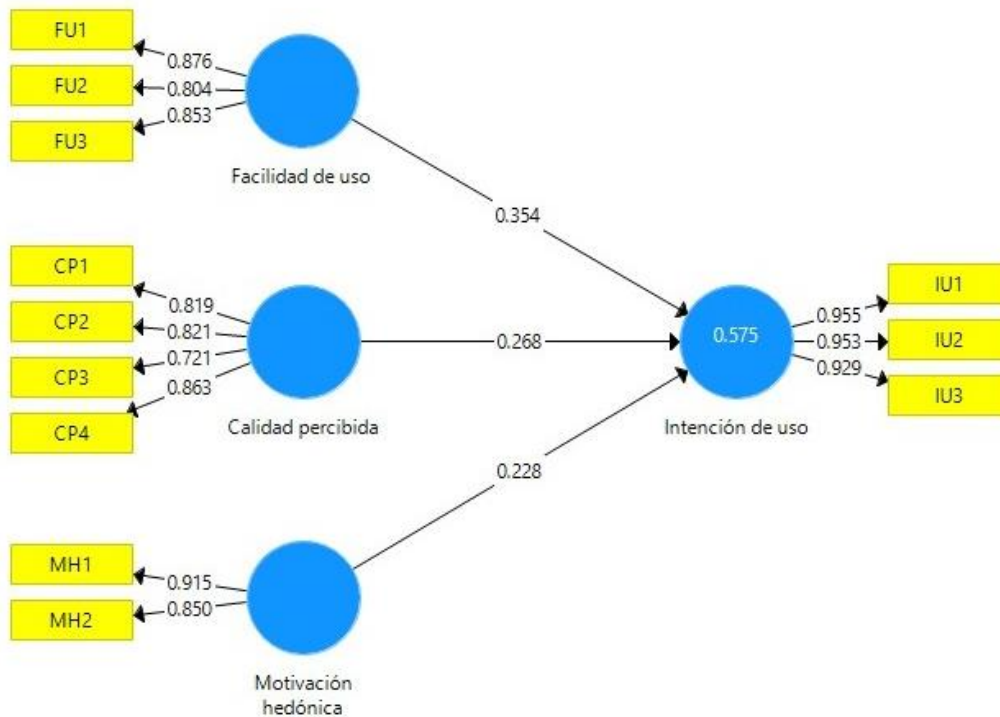 FU1
0.876
FU2
0.804
FU3
0.853
Facilidad de uso
0.354
CP1
0.819
CP2
0.821
CP3
0.721
CP4
0.863
Calidad percibida
0.268
0.575
Intención de uso
IU1
0.955
IU2
0.953
IU3
0.929
0.228
MH1
0.915
MH2
0.850
Motivación
hedónica